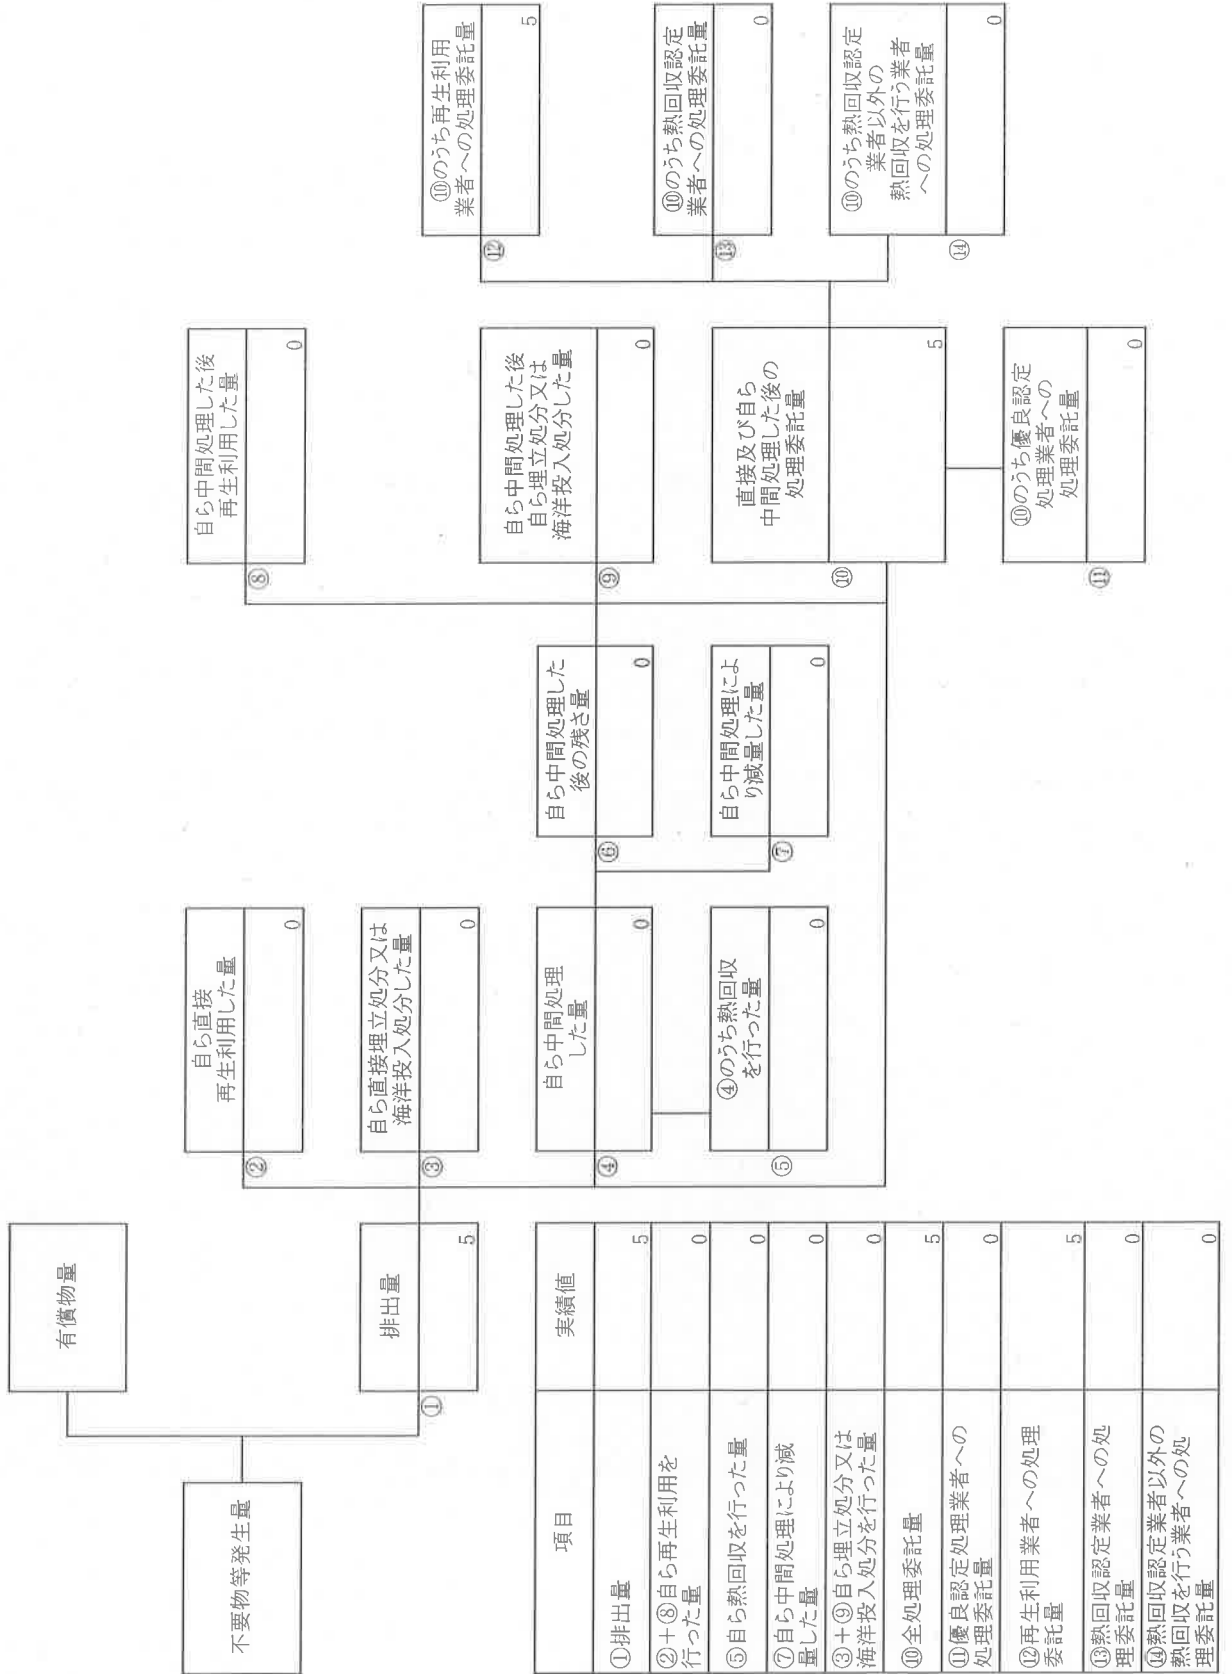 不要物等発生量
有償物量
①
排出量
5
②
自ら直接
再生利用した量
0
③
自ら直接埋立処分又は
海洋投入処分した量
0
④
自ら中間処理
した量
0
⑤
④のうち熱回収
を行った量
0
⑥
自ら中間処理した
後の残さ量
0
⑦
自ら中間処理によ
り減量した量
0
⑧
自ら中間処理した後
再生利用した量
0
⑨
自ら中間処理した後
自ら埋立処分又は
海洋投入処分した量
0
⑩
直接及び自ら
中間処理した後の
処理委託量
5
⑪
⑩のうち優良認定
処理業者への
処理委託量
0
⑫
⑩のうち再生利用
業者への処理委託量
5
⑬
⑩のうち熱回収認定
業者への処理委託量
0
⑭
⑩のうち熱回収認定
業者以外の
熱回収を行う業者
への処理委託量
0
項目
実績値
①排出量
5
②+⑧自ら再生利用を
行った量
0
⑤自ら熱回収を行った量
0
⑦自ら中間処理により減
量した量
0
③+⑨自ら埋立処分又は
海洋投入処分を行った量
0
⑩全処理委託量
5
⑪優良認定処理業者への
処理委託量
0
⑫再生利用業者への処理
委託量
5
⑬熱回収認定業者への処
理委託量
0
⑭熱回収認定業者以外の
熱回収を行う業者への処
理委託量
0